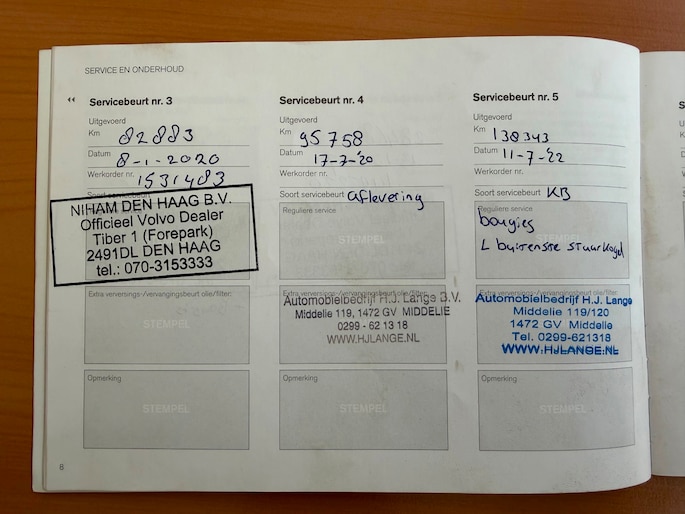 SERVICE EN ONDERHOUD
Servicebeurt nr. 3
Uitgevoerd
Km 82883
Datum 8-1-2020
Werkorder nr. 1531483
NIHAM DEN HAAG B.V.
Officieel Volvo Dealer
Tiber 1 (Forepark)
2491DL DEN HAAG
tel.: 070-3153333
Extra verversings-/vervangingsbeurt olie/filter:
STEMPEL
Opmerking
STEMPEL
Servicebeurt nr. 4
Uitgevoerd
Km 95758
Datum 17-7-'20
Werkorder nr.
Soort servicebeurt aflevering
Reguliere service
STEMPEL
Extra verversings-/vervangingsbeurt olie/filter:
Automobielbedrijf H.J. Lange B.V.
Middelie 119, 1472 GV MIDDELIE
0299 - 62 13 18
WWW.HJLANGE.NL
Opmerking
STEMPEL
Servicebeurt nr. 5
Uitgevoerd
Km 138343
Datum 11-7-'22
Werkorder nr.
Soort servicebeurt KB
Reguliere service
bougies
STEMPEL
L buitenste stuurkogel
Automobielbedrijf H.J. Lange
Middelie 119/120
1472 GV Middelie
Tel. 0299-621318
WWW.HJLANGE.NL
Opmerking
STEMPEL
8